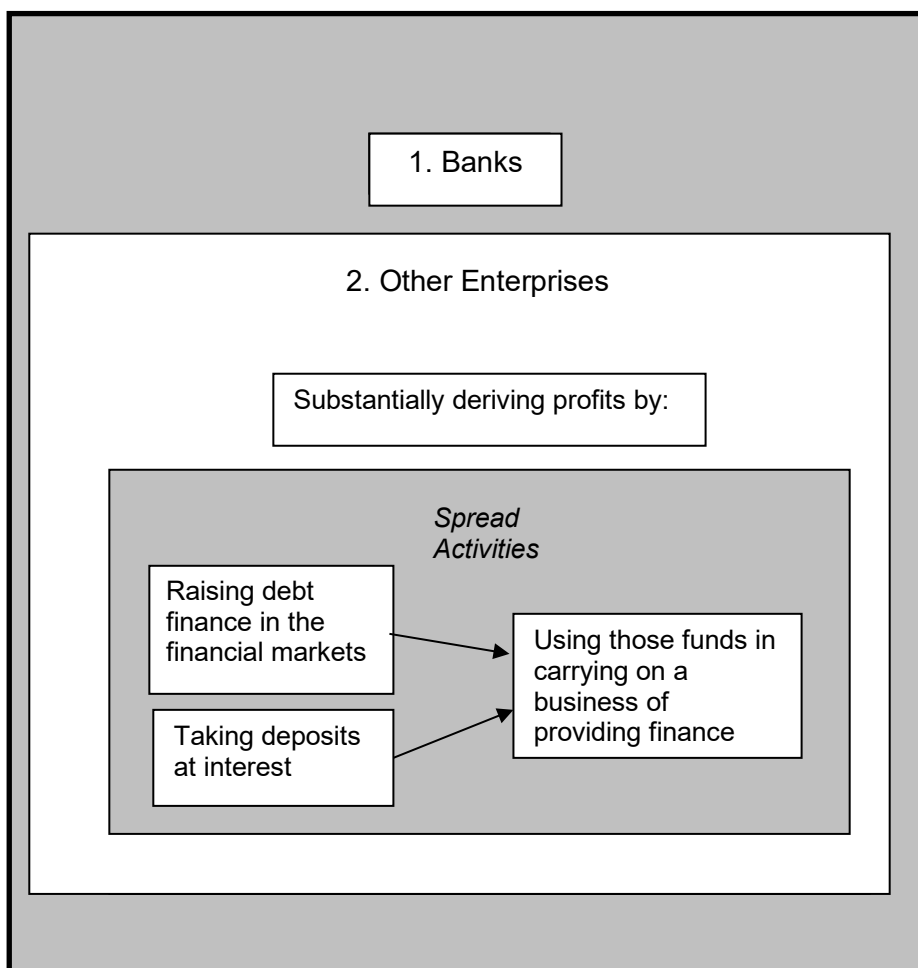 1. Banks
2. Other Enterprises
Substantially deriving profits by:
Spread
Activities
Raising debt
finance in the
financial markets
Taking deposits
at interest
Using those funds in
carrying on a
business of
providing finance